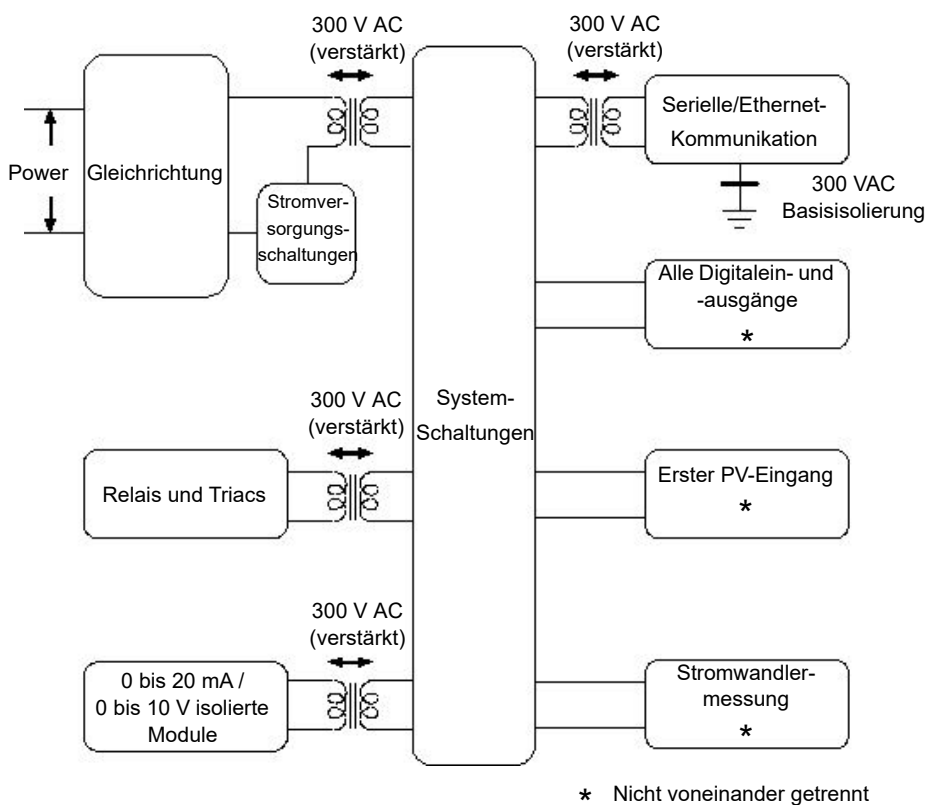 300 V AC
(verstärkt)
300 V AC
(verstärkt)
Power
Gleichrichtung
Stromver-
sorgungs-
schaltungen
Serielle/Ethernet-
Kommunikation
300 VAC
Basisisolierung
Alle Digitalein- und
-ausgänge
*
System-
Schaltungen
300 V AC
(verstärkt)
Relais und Triacs
Erster PV-Eingang
*
300 V AC
(verstärkt)
0 bis 20 mA /
0 bis 10 V isolierte
Module
Stromwandler-
messung
*
* Nicht voneinander getrennt